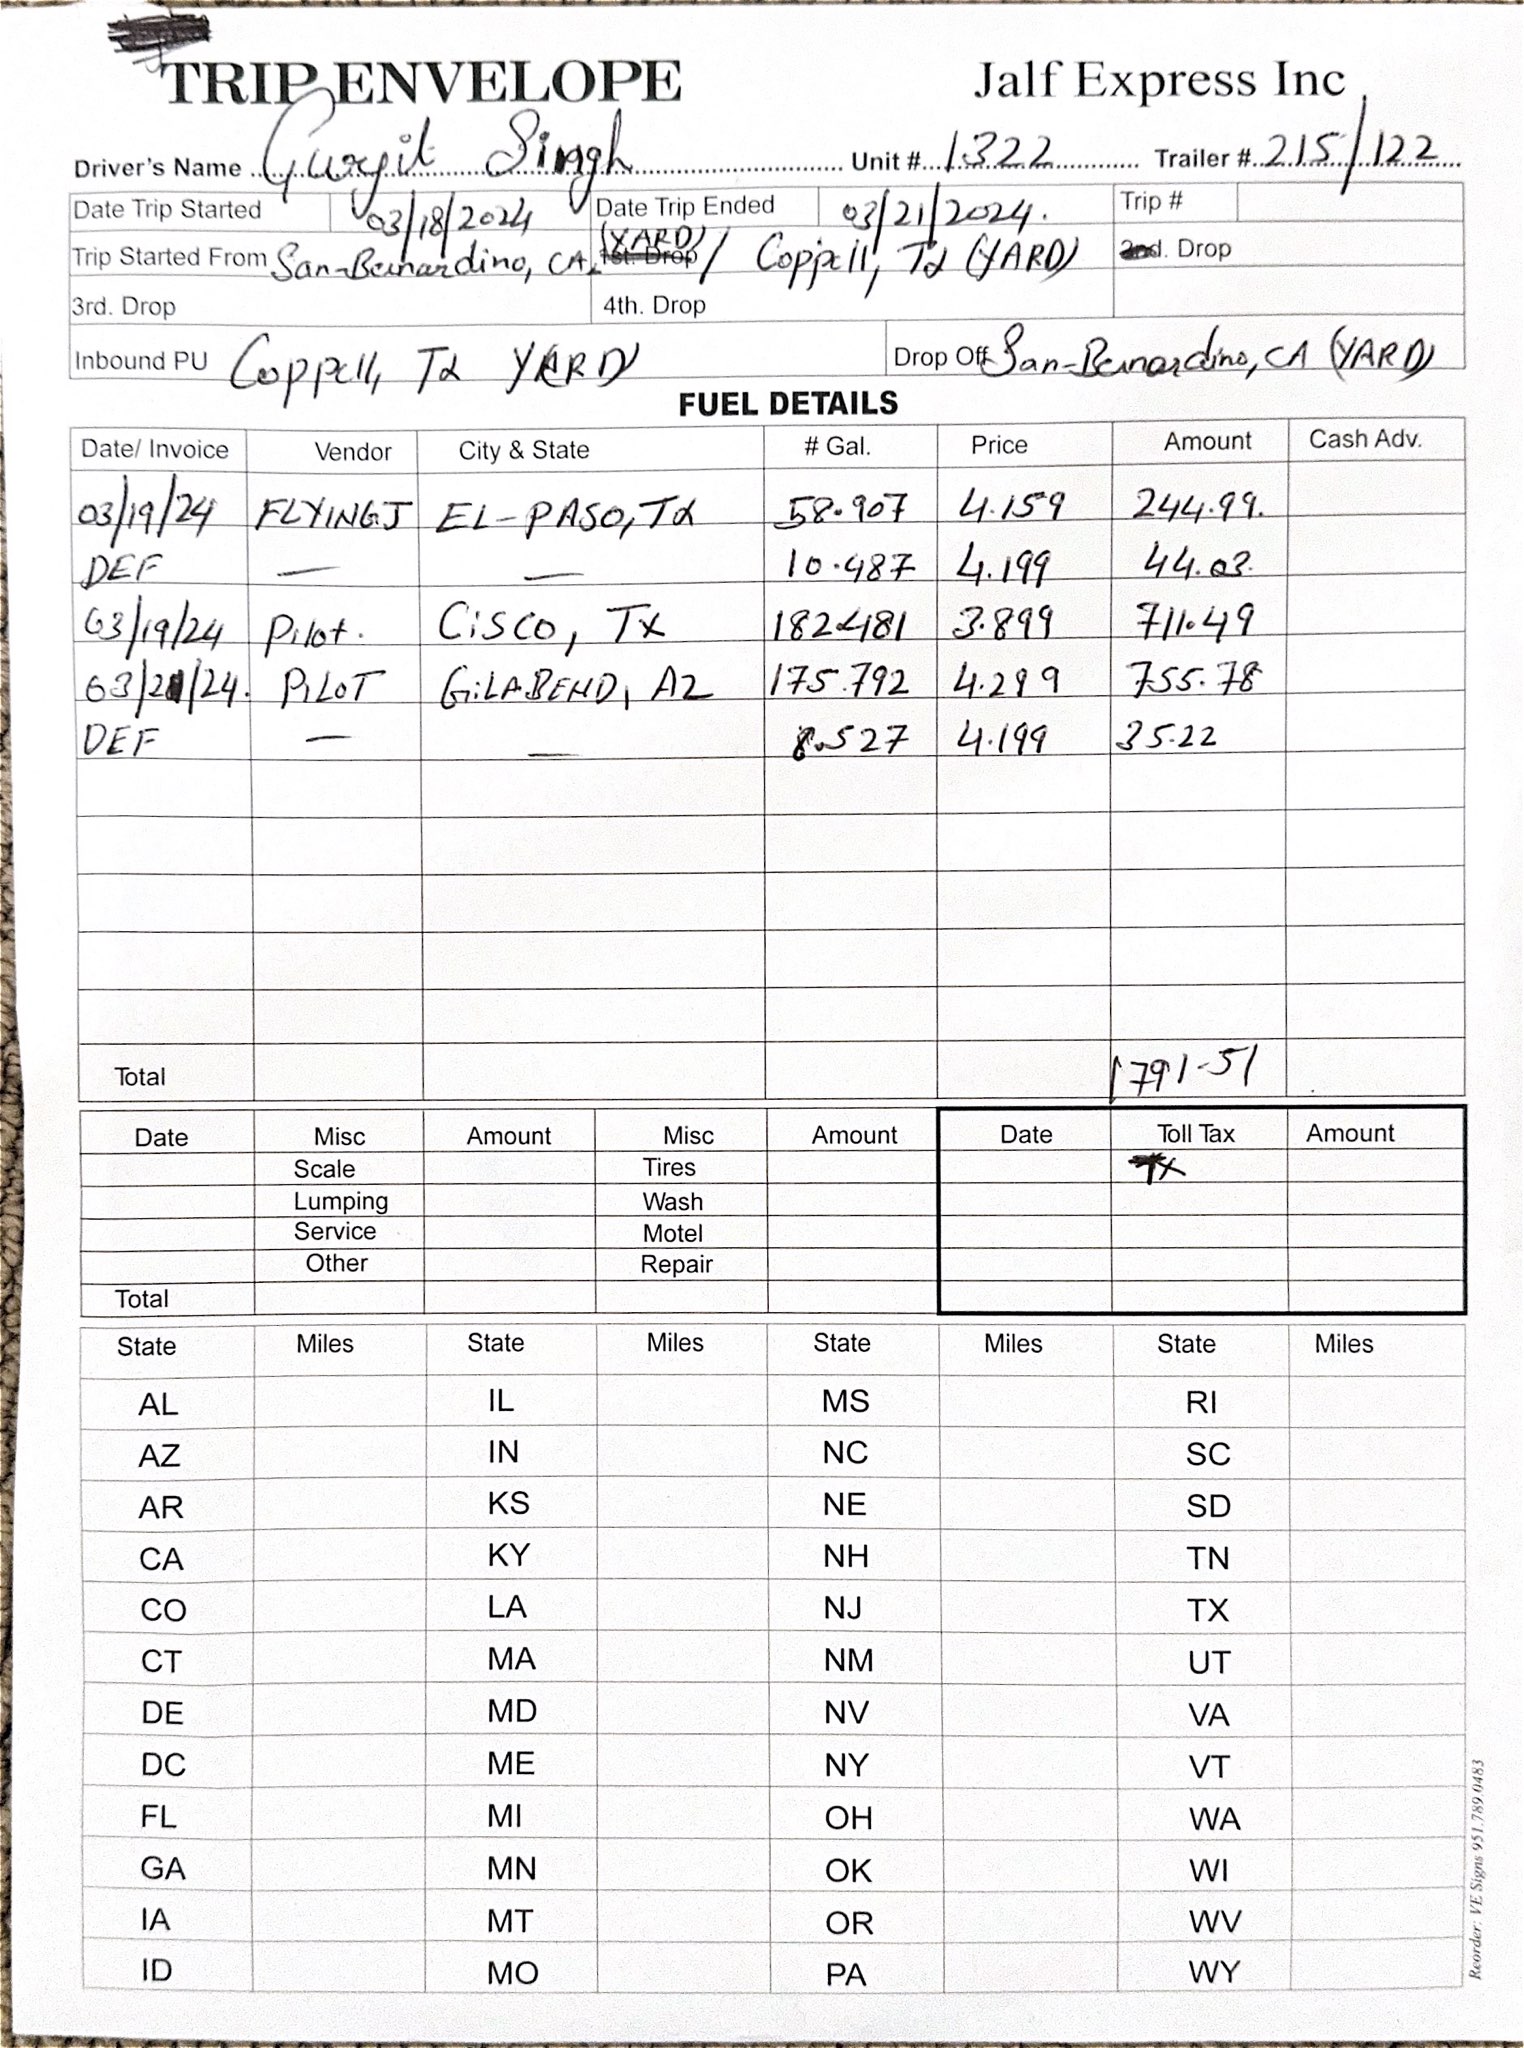 TRIP ENVELOPE Jalf Express Inc
Driver's Name Gurjit Singh Unit # 1322 Trailer # 215/122
Date Trip Started 03/18/2024 Date Trip Ended 03/21/2024. Trip #
Trip Started From San-Bernardino, CA (YARD) 1st. Drop / Coppell, Tx (YARD) 2nd. Drop
3rd. Drop 4th. Drop
Inbound PU Coppell, Tx YARD Drop Off San-Bernardino, CA (YARD)
FUEL DETAILS
Date/ Invoice Vendor City & State # Gal. Price Amount Cash Adv.
03/19/24 FLYINGJ EL-PASO, Tx 58.907 4.159 244.99.
DEF — — 10.487 4.199 44.03.
03/19/24 Pilot. CISCO, Tx 182.481 3.899 711.49
03/21/24. PILOT GILABEND, AZ 175.792 4.299 755.78
DEF — — 8.527 4.199 35.22
Total 1791-51
Date Misc Amount Misc Amount Date Toll Tax Amount
Scale Tires Tx
Lumping Wash
Service Motel
Other Repair
Total
State Miles State Miles State Miles State Miles
AL IL MS RI
AZ IN NC SC
AR KS NE SD
CA KY NH TN
CO LA NJ TX
CT MA NM UT
DE MD NV VA
DC ME NY VT
FL MI OH WA
GA MN OK WI
IA MT OR WV
ID MO PA WY
Reorder: VE Signs 951.789.0483